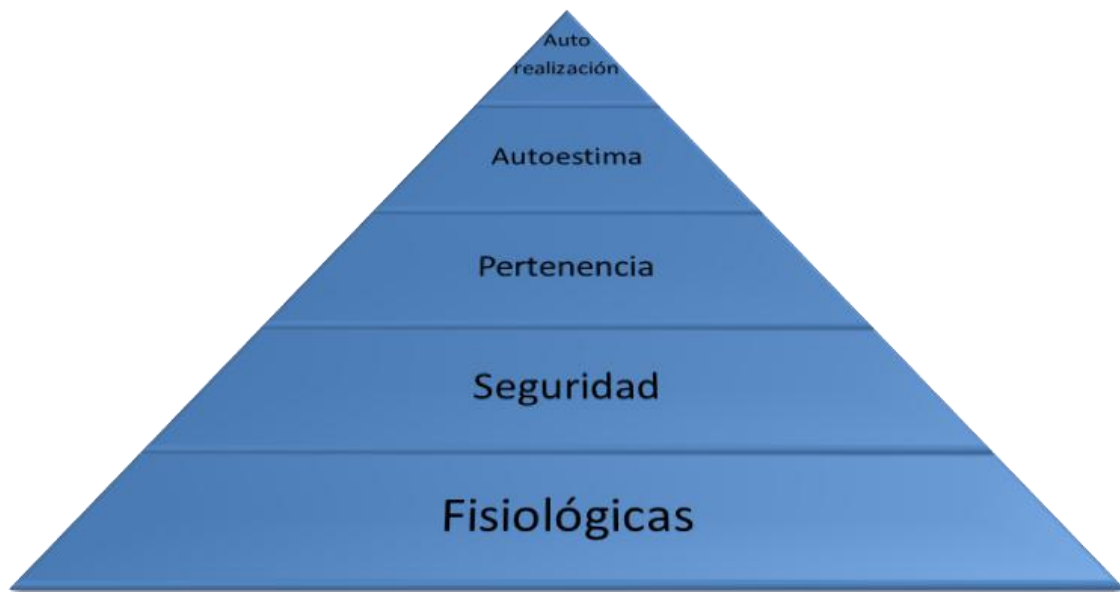 Auto
realización
Autoestima
Pertenencia
Seguridad
Fisiológicas